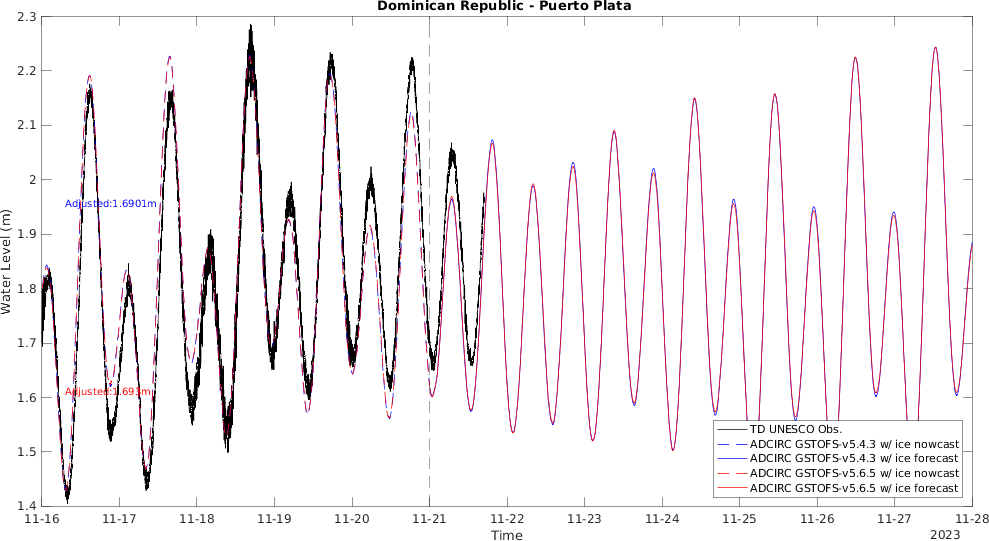 Dominican Republic - Puerto Plata
2.3
2.2
2.1
2
1.9
1.8
1.7
1.6
1.5
1.4
Water Level (m)
Adjusted:1.6901m
Adjusted:1.693m
TD UNESCO Obs.
ADCIRC GSTOFS-v5.4.3 w/ ice nowcast
ADCIRC GSTOFS-v5.4.3 w/ ice forecast
ADCIRC GSTOFS-v5.6.5 w/ ice nowcast
ADCIRC GSTOFS-v5.6.5 w/ ice forecast
11-16 11-17 11-18 11-19 11-20 11-21 11-22 11-23 11-24 11-25 11-26 11-27 11-28
Time
2023